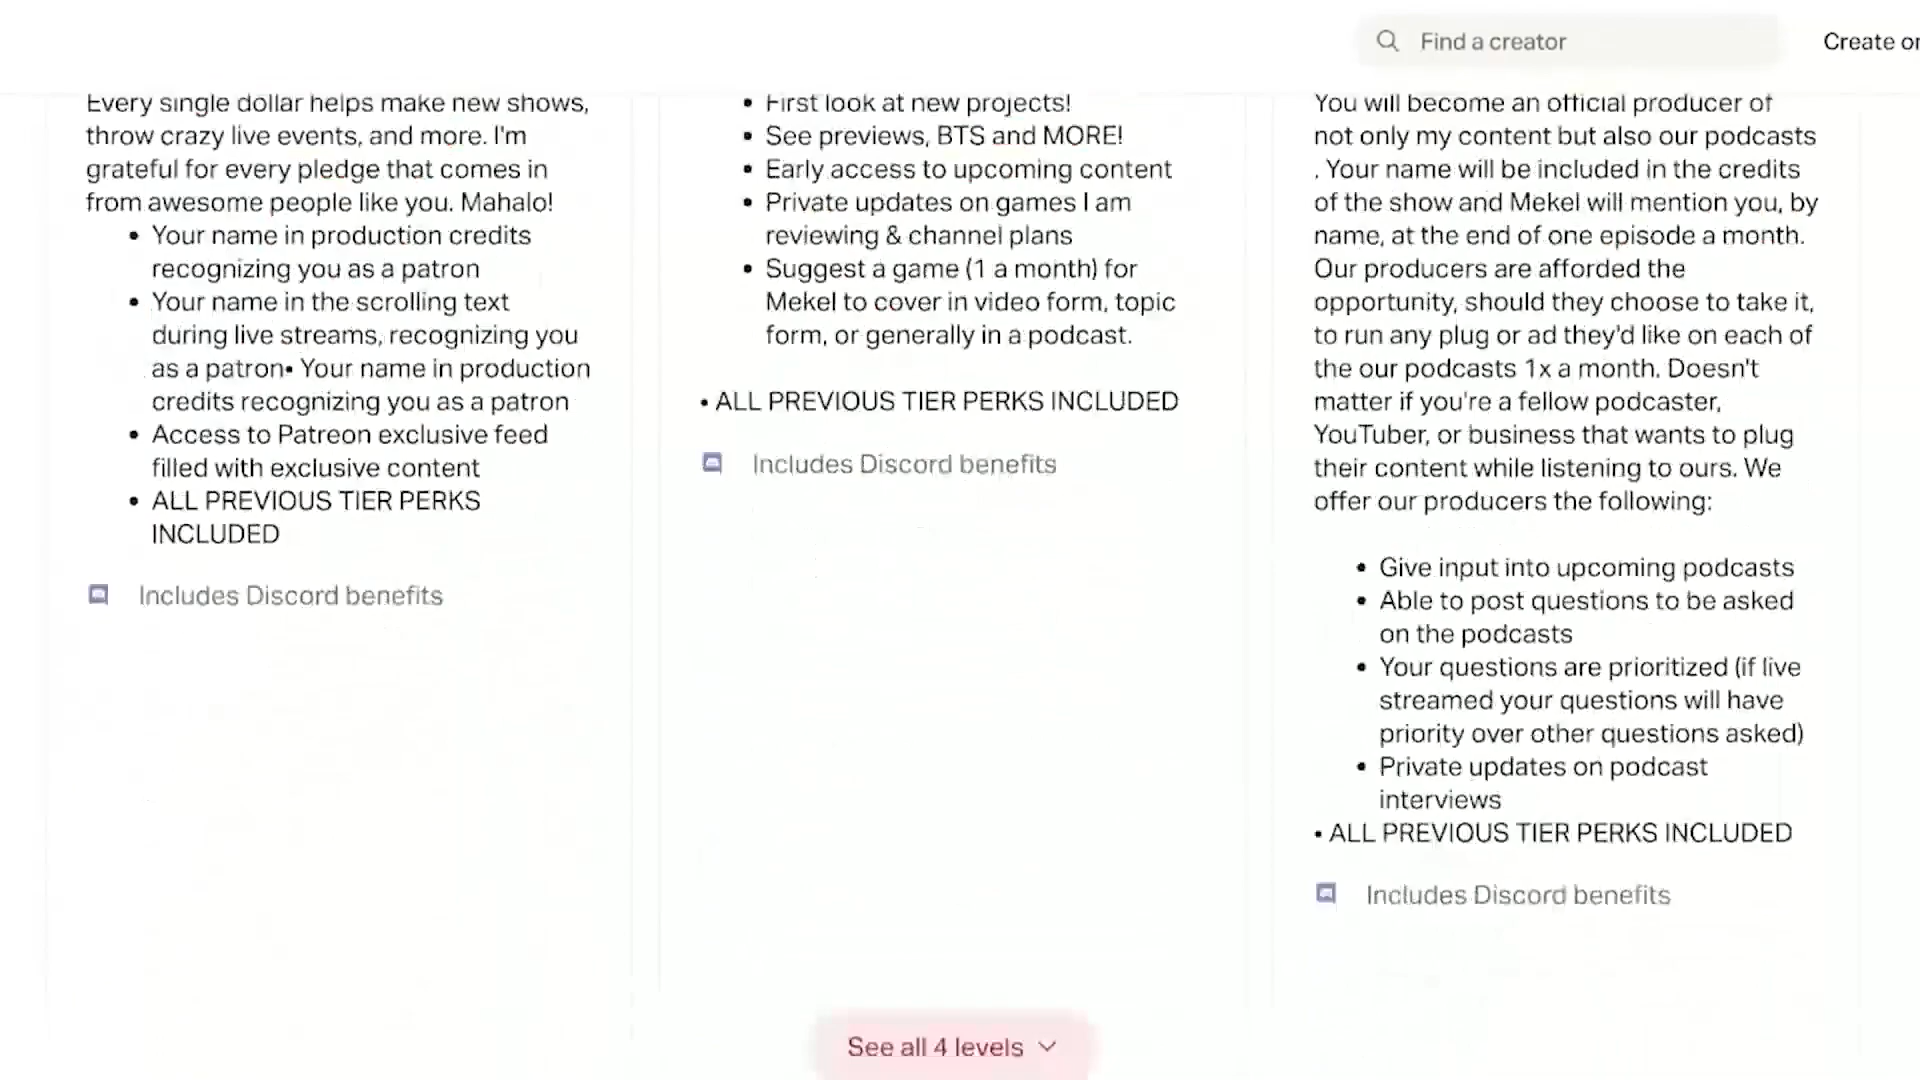 Find a creator
Create or
Every single dollar helps make new shows,
throw crazy live events, and more. I'm
grateful for every pledge that comes in
from awesome people like you. Mahalo!
• Your name in production credits
recognizing you as a patron
• Your name in the scrolling text
during live streams, recognizing you
as a patron• Your name in production
credits recognizing you as a patron
• Access to Patreon exclusive feed
filled with exclusive content
• ALL PREVIOUS TIER PERKS
INCLUDED
Includes Discord benefits
• First look at new projects!
• See previews, BTS and MORE!
• Early access to upcoming content
• Private updates on games I am
reviewing & channel plans
• Suggest a game (1 a month) for
Mekel to cover in video form, topic
form, or generally in a podcast.
• ALL PREVIOUS TIER PERKS INCLUDED
Includes Discord benefits
You will become an official producer of
not only my content but also our podcasts
. Your name will be included in the credits
of the show and Mekel will mention you, by
name, at the end of one episode a month.
Our producers are afforded the
opportunity, should they choose to take it,
to run any plug or ad they'd like on each of
the our podcasts 1x a month. Doesn't
matter if you're a fellow podcaster,
YouTuber, or business that wants to plug
their content while listening to ours. We
offer our producers the following:
• Give input into upcoming podcasts
• Able to post questions to be asked
on the podcasts
• Your questions are prioritized (if live
streamed your questions will have
priority over other questions asked)
• Private updates on podcast
interviews
• ALL PREVIOUS TIER PERKS INCLUDED
Includes Discord benefits
See all 4 levels